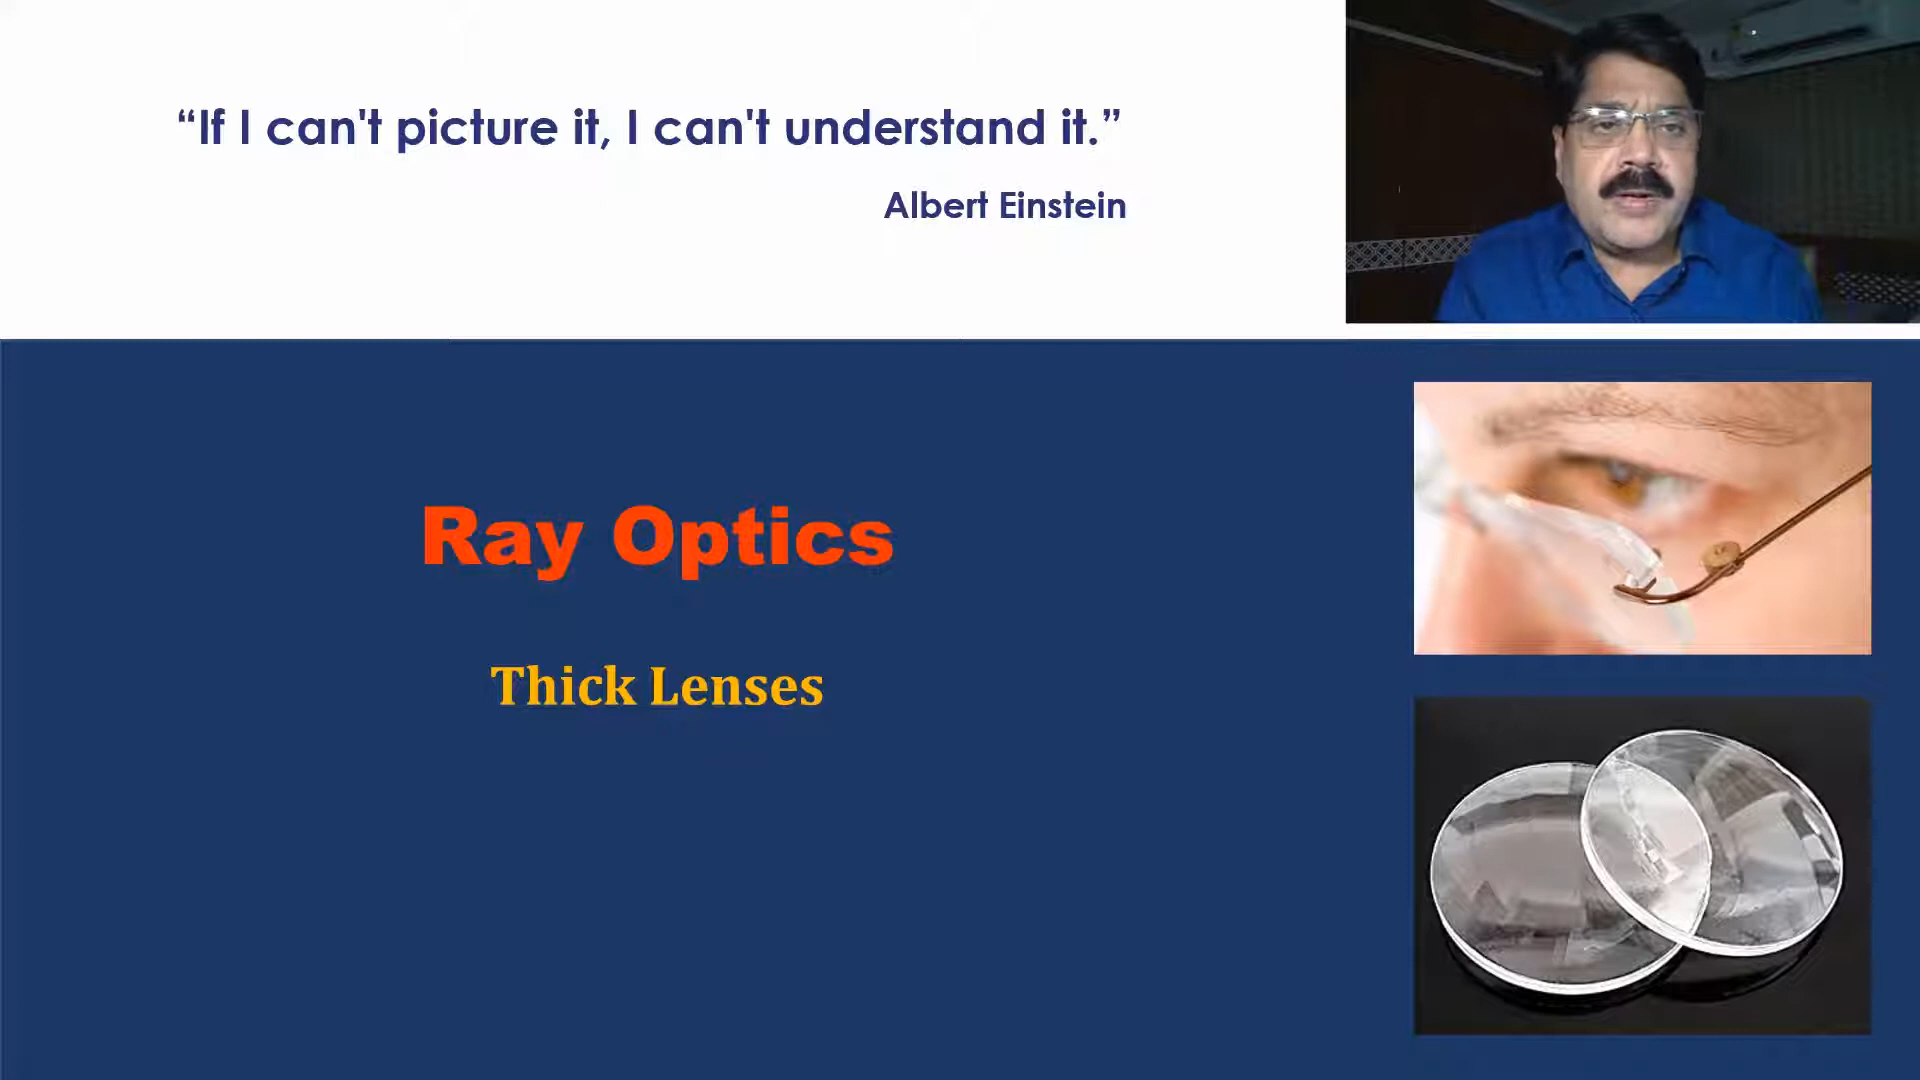 “If I can't picture it, I can't understand it.”
Albert Einstein
Ray Optics
Thick Lenses